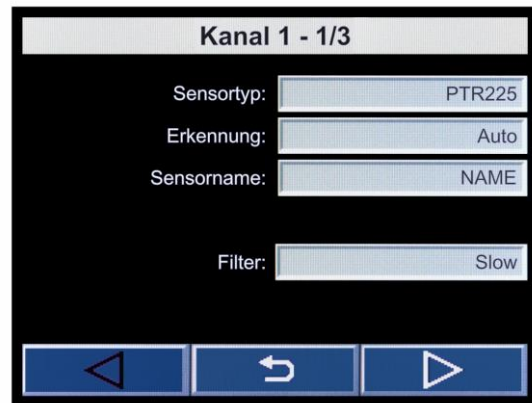 Kanal 1 - 1/3
Sensortyp: PTR225
Erkennung: Auto
Sensorname: NAME
Filter: Slow